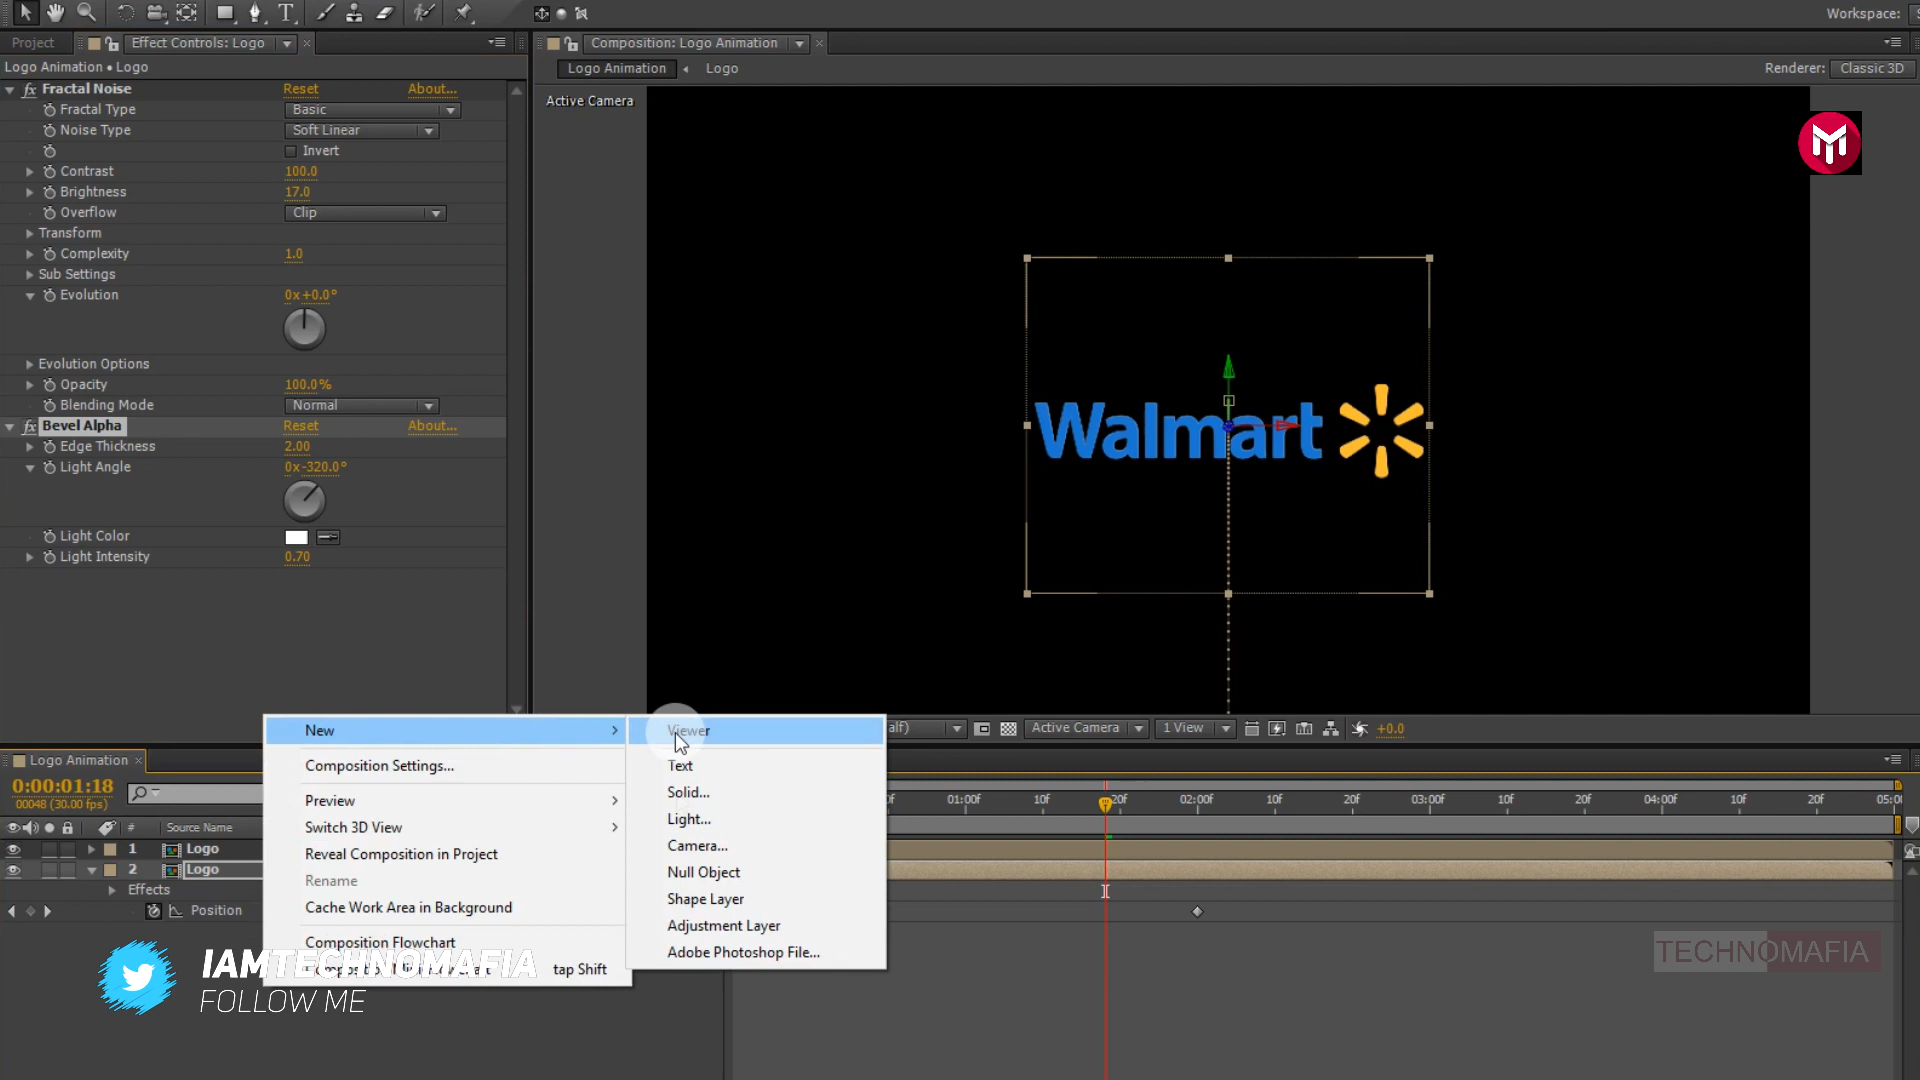 Workspace: S
Project Effect Controls: Logo × Composition: Logo Animation ×
Logo Animation • Logo
Logo Animation Logo Renderer: Classic 3D
Active Camera
fx Fractal Noise Reset About...
Fractal Type Basic
Noise Type Soft Linear
Invert
Contrast 100.0
Brightness 17.0
Overflow Clip
Transform
Complexity 1.0
Sub Settings
Evolution 0x+0.0°
Evolution Options
Opacity 100.0%
Blending Mode Normal
fx Bevel Alpha Reset About...
Edge Thickness 2.00
Light Angle 0x-320.0°
Light Color
Light Intensity 0.70
Walmart
New
Composition Settings...
Preview
Switch 3D View
Reveal Composition in Project
Rename
Cache Work Area in Background
Composition Flowchart
tap Shift
Viewer
Text
Solid...
Light...
Camera...
Null Object
Shape Layer
Adjustment Layer
Adobe Photoshop File...
alf) Active Camera 1 View +0.0
Logo Animation ×
0:00:01:18
00048 (30.00 fps)
# Source Name
1 Logo
2 Logo
Effects
Position
0f 01:00f 10f 20f 02:00f 10f 20f 03:00f 10f 20f 04:00f 10f 20f 05:00
IAMTECHNOMAFIA
FOLLOW ME
TECHNOMAFIA